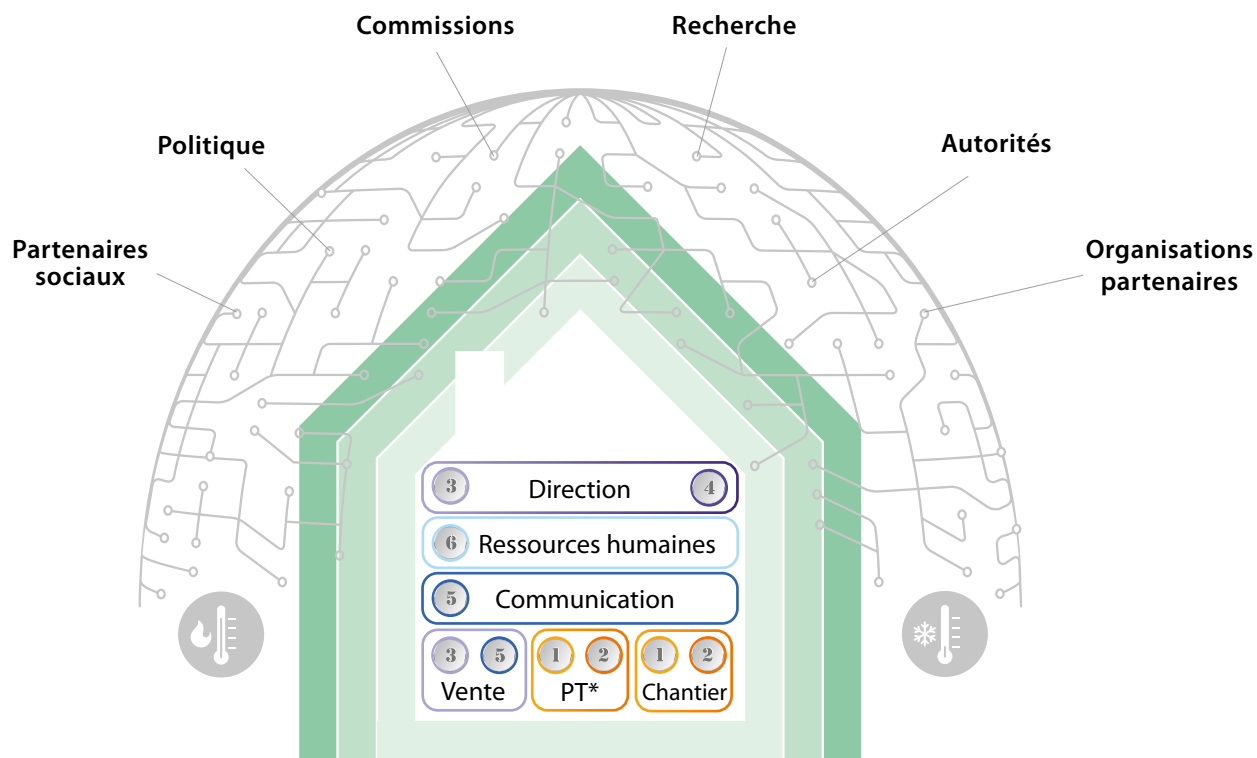 Commissions
Recherche
Politique
Autorités
Partenaires
sociaux
Organisations
partenaires
3 Direction 4
6 Ressources humaines
5 Communication
3 5 1 2 1 2
Vente PT* Chantier